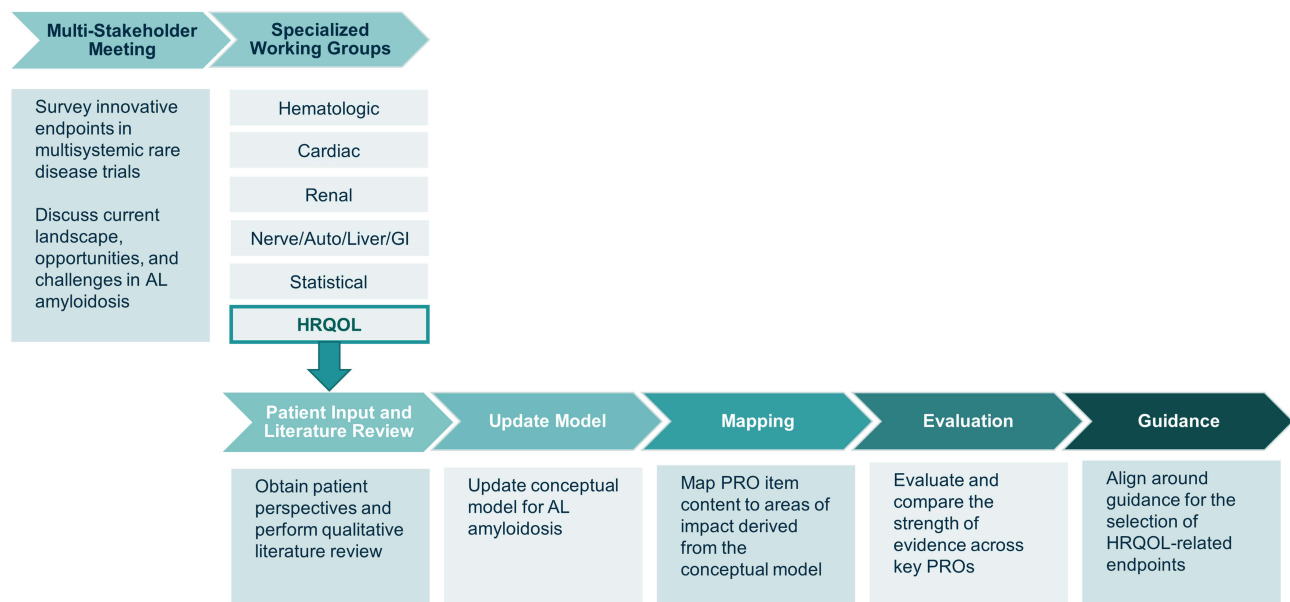 Multi-Stakeholder
Meeting
Specialized
Working Groups
Survey innovative
endpoints in
multisystemic rare
disease trials
Discuss current
landscape,
opportunities, and
challenges in AL
amyloidosis
Hematologic
Cardiac
Renal
Nerve/Auto/Liver/GI
Statistical
HRQOL
Patient Input and
Literature Review
Update Model
Mapping
Evaluation
Guidance
Obtain patient
perspectives and
perform qualitative
literature review
Update conceptual
model for AL
amyloidosis
Map PRO item
content to areas of
impact derived
from the
conceptual model
Evaluate and
compare the
strength of
evidence across
key PROs
Align around
guidance for the
selection of
HRQOL-related
endpoints